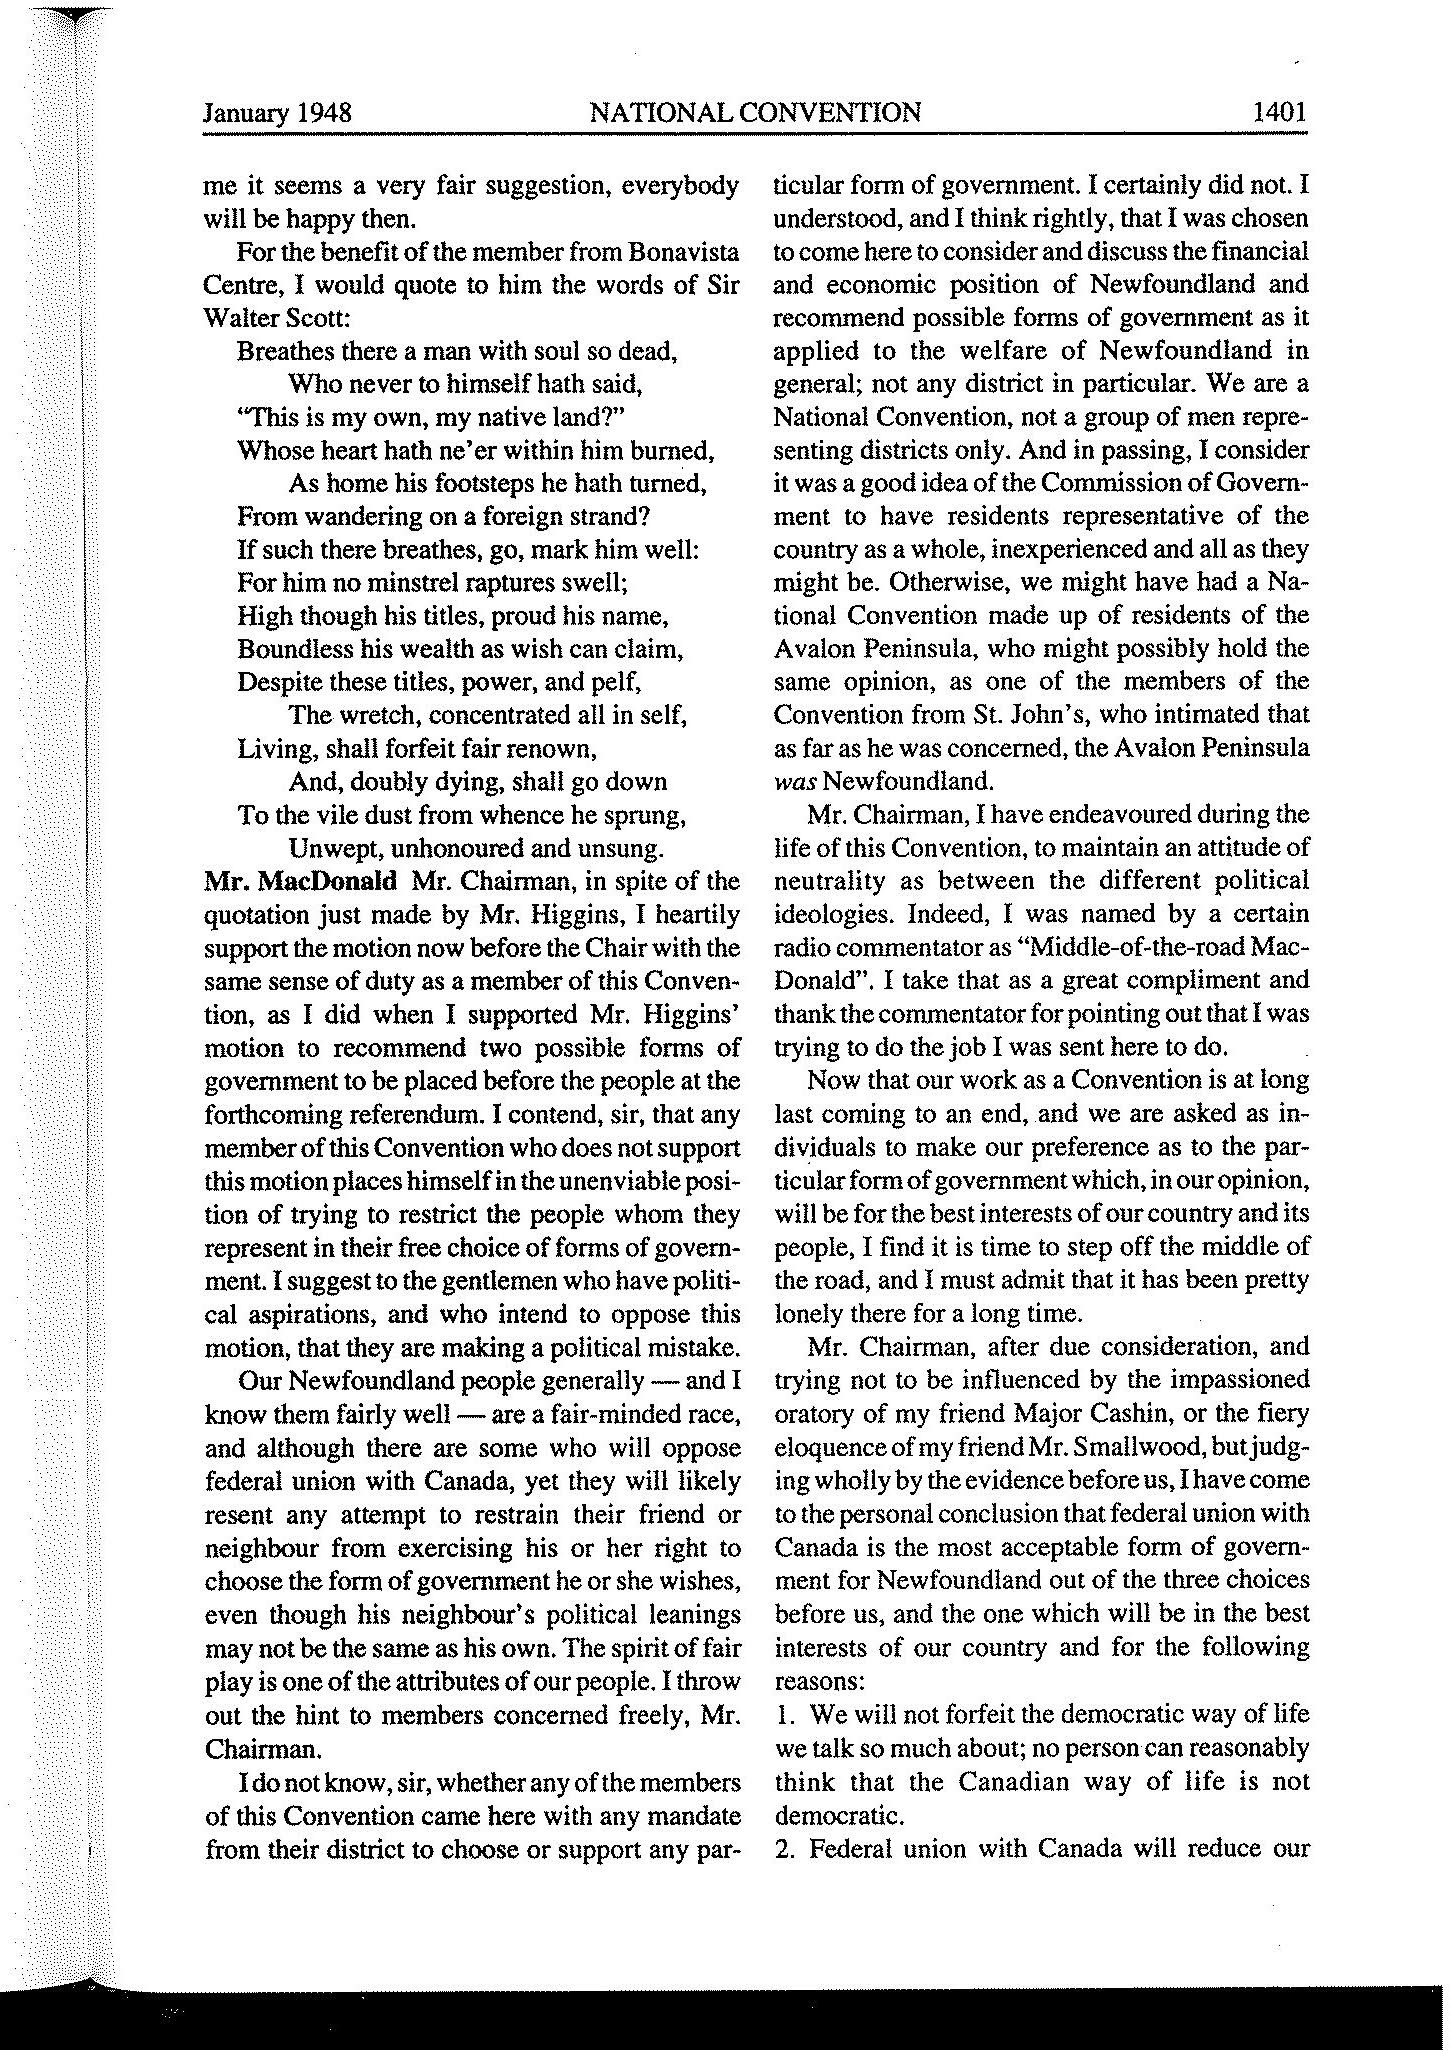 January 1948 NATIONAL CONVENTION 1401
me it seems a very fair suggestion, everybody
will be happy then.
For the benefit of the member from Bonavista
Centre, I would quote to him the words of Sir
Walter Scott:
Breathes there a man with soul so dead,
Who never to himself hath said,
"This is my own, my native land?"
Whose heart hath ne'er within him burned,
As home his footsteps he hath turned,
From wandering on a foreign strand?
If such there breathes, go, mark him well:
For him no minstrel raptures swell;
High though his titles, proud his name,
Boundless his wealth as wish can claim,
Despite these titles, power, and pelf,
The wretch, concentrated all in self,
Living, shall forfeit fair renown,
And, doubly dying, shall go down
To the vile dust from whence he sprung,
Unwept, unhonoured and unsung.
Mr. MacDonald Mr. Chairman, in spite of the
quotation just made by Mr. Higgins, I heartily
support the motion now before the Chair with the
same sense of duty as a member of this Conven-
tion, as I did when I supported Mr. Higgins'
motion to recommend two possible forms of
government to be placed before the people at the
forthcoming referendum. I contend, sir, that any
member of this Convention who does not support
this motion places himself in the unenviable posi-
tion of trying to restrict the people whom they
represent in their free choice of forms of govern-
ment. I suggest to the gentlemen who have politi-
cal aspirations, and who intend to oppose this
motion, that they are making a political mistake.
Our Newfoundland people generally — and I
know them fairly well — are a fair-minded race,
and although there are some who will oppose
federal union with Canada, yet they will likely
resent any attempt to restrain their friend or
neighbour from exercising his or her right to
choose the form of government he or she wishes,
even though his neighbour's political leanings
may not be the same as his own. The spirit of fair
play is one of the attributes of our people. I throw
out the hint to members concerned freely, Mr.
Chairman.
I do not know, sir, whether any of the members
of this Convention came here with any mandate
from their district to choose or support any par-
ticular form of government. I certainly did not. I
understood, and I think rightly, that I was chosen
to come here to consider and discuss the financial
and economic position of Newfoundland and
recommend possible forms of government as it
applied to the welfare of Newfoundland in
general; not any district in particular. We are a
National Convention, not a group of men repre-
senting districts only. And in passing, I consider
it was a good idea of the Commission of Govern-
ment to have residents representative of the
country as a whole, inexperienced and all as they
might be. Otherwise, we might have had a Na-
tional Convention made up of residents of the
Avalon Peninsula, who might possibly hold the
same opinion, as one of the members of the
Convention from St. John's, who intimated that
as far as he was concerned, the Avalon Peninsula
was Newfoundland.
Mr. Chairman, I have endeavoured during the
life of this Convention, to maintain an attitude of
neutrality as between the different political
ideologies. Indeed, I was named by a certain
radio commentator as "Middle-of-the-road Mac-
Donald". I take that as a great compliment and
thank the commentator for pointing out that I was
trying to do the job I was sent here to do.
Now that our work as a Convention is at long
last coming to an end, and we are asked as in-
dividuals to make our preference as to the par-
ticular form of government which, in our opinion,
will be for the best interests of our country and its
people, I find it is time to step off the middle of
the road, and I must admit that it has been pretty
lonely there for a long time.
Mr. Chairman, after due consideration, and
trying not to be influenced by the impassioned
oratory of my friend Major Cashin, or the fiery
eloquence of my friend Mr. Smallwood, but judg-
ing wholly by the evidence before us, I have come
to the personal conclusion that federal union with
Canada is the most acceptable form of govern-
ment for Newfoundland out of the three choices
before us, and the one which will be in the best
interests of our country and for the following
reasons:
1. We will not forfeit the democratic way of life
we talk so much about; no person can reasonably
think that the Canadian way of life is not
democratic.
2. Federal union with Canada will reduce our